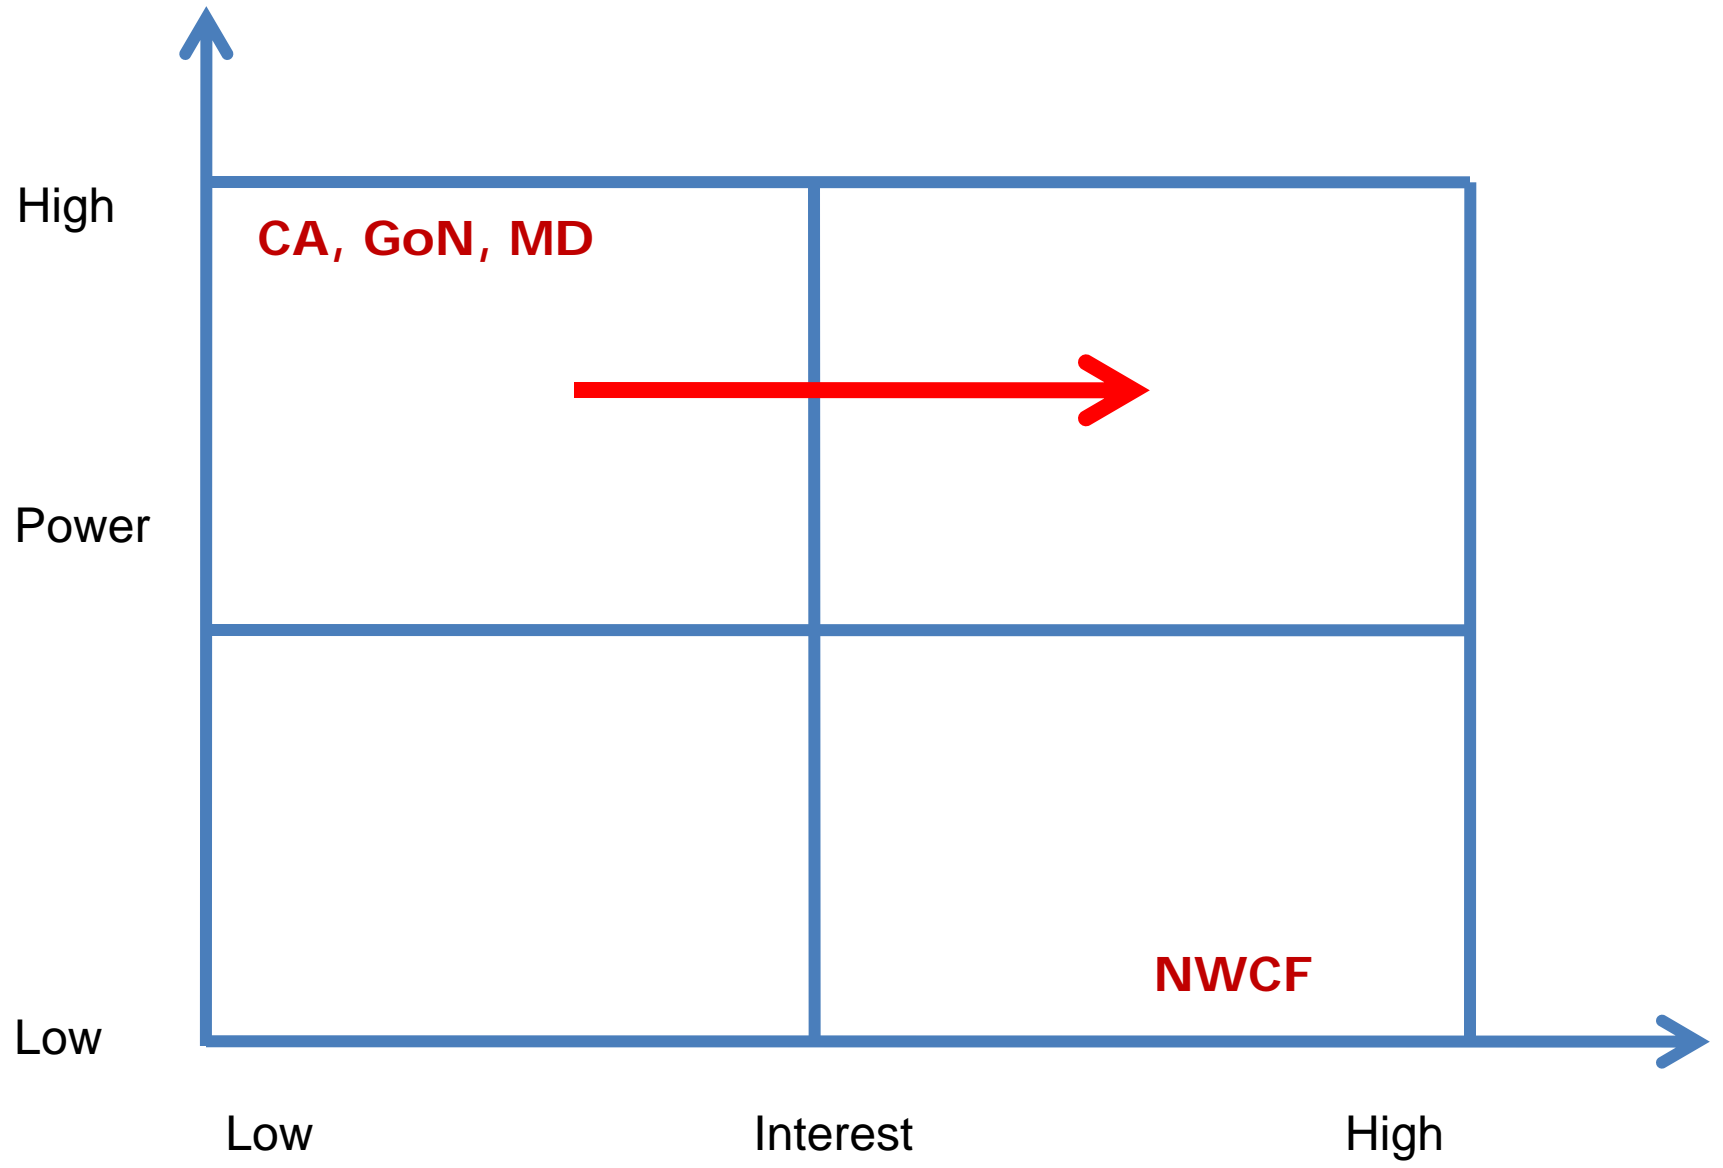 High
CA, GoN, MD
Power
NWCF
Low
Low Interest High